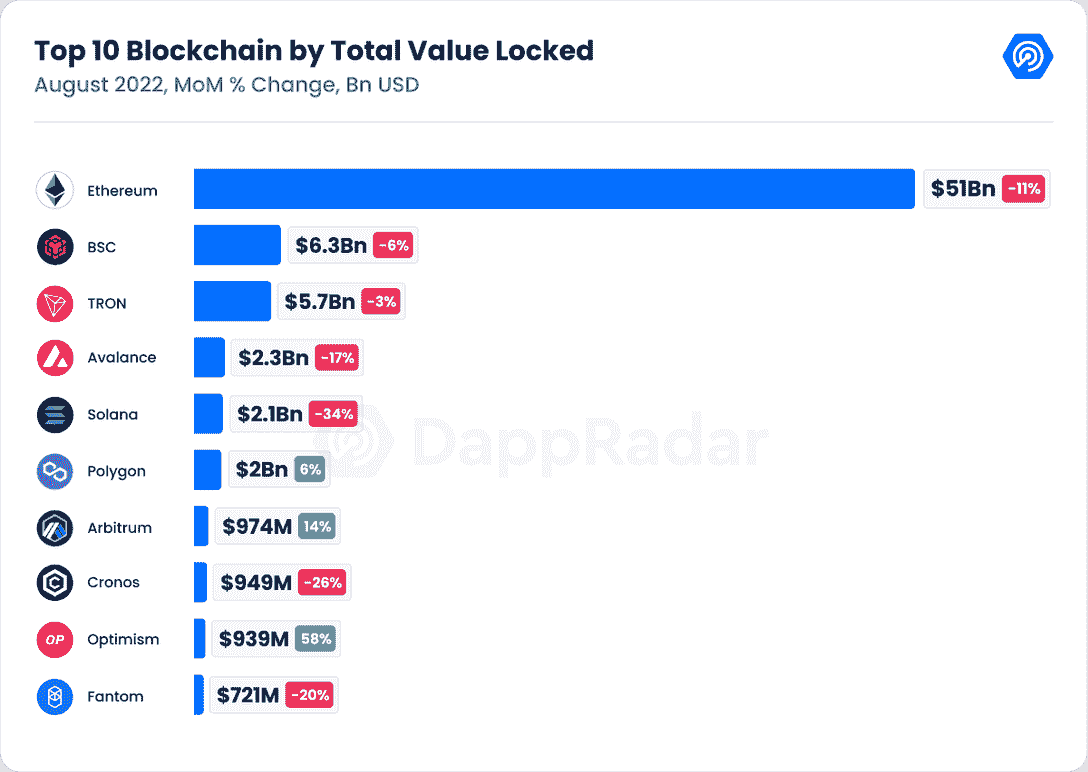 Top 10 Blockchain by Total Value Locked
August 2022, MoM % Change, Bn USD
Ethereum $51Bn -11%
BSC $6.3Bn -6%
TRON $5.7Bn -3%
Avalance $2.3Bn -17%
Solana $2.1Bn -34%
DappRadar
Polygon $2Bn 6%
Arbitrum $974M 14%
Cronos $949M -26%
OP Optimism $939M 58%
Fantom $721M -20%